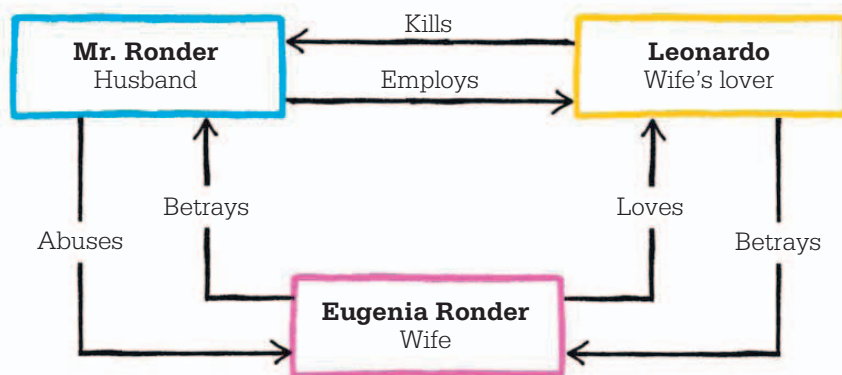 Kills
Mr. Ronder
Husband
Employs
Leonardo
Wife's lover
Abuses
Betrays
Loves
Betrays
Eugenia Ronder
Wife